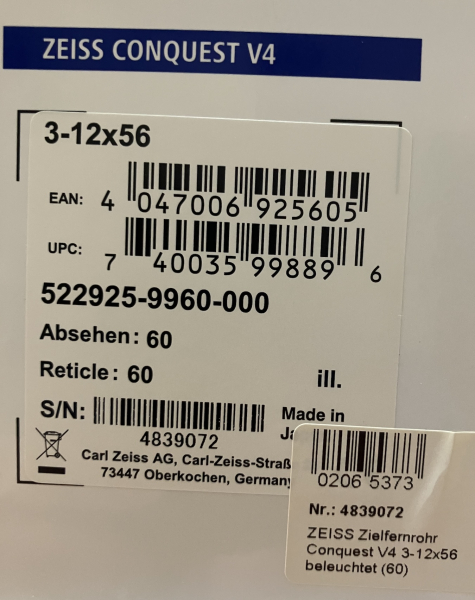 ZEISS CONQUEST V4
3-12x56
EAN: 4 047006 925605
UPC: 7 40035 99889 6
522925-9960-000
Absehen: 60
Reticle: 60
ill.
S/N:
4839072
Made in
Carl Zeiss AG, Carl-Zeiss-Straß
73447 Oberkochen, Germany
0206 5373
Nr.: 4839072
ZEISS Zielfernrohr
Conquest V4 3-12x56
beleuchtet (60)